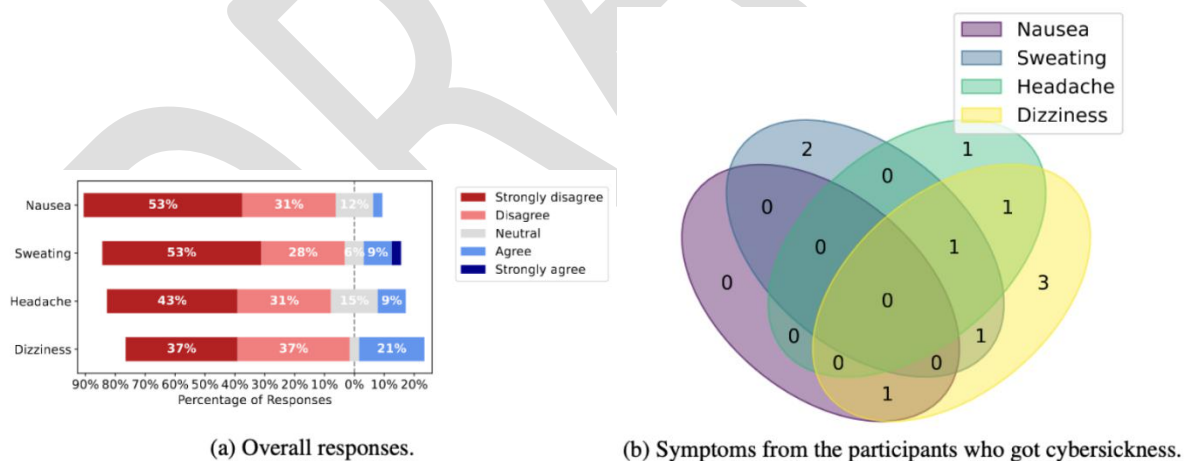 Nausea
Sweating
Headache
Dizziness
53% 31% 12%
53% 28% 6% 9%
43% 31% 15% 9%
37% 37% 21%
90% 80% 70% 60% 50% 40% 30% 20% 10% 0% 10% 20%
Percentage of Responses
Strongly disagree
Disagree
Neutral
Agree
Strongly agree
(a) Overall responses.
Nausea
Sweating
Headache
Dizziness
2
1
0
0
1
0
1
0
3
0
0
1
0
0
1
(b) Symptoms from the participants who got cybersickness.